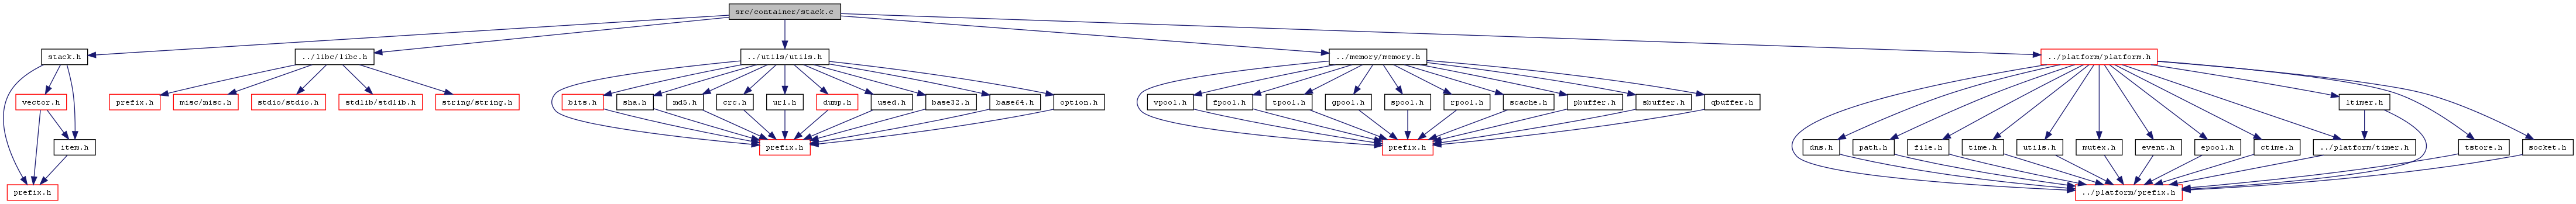 src/container/stack.c
stack.h
../libc/libc.h
../utils/utils.h
../memory/memory.h
../platform/platform.h
vector.h
prefix.h
misc/misc.h
stdio/stdio.h
stdlib/stdlib.h
string/string.h
bits.h
sha.h
md5.h
crc.h
url.h
dump.h
used.h
base32.h
base64.h
option.h
vpool.h
fpool.h
tpool.h
gpool.h
spool.h
rpool.h
scache.h
pbuffer.h
sbuffer.h
qbuffer.h
ltimer.h
item.h
prefix.h
prefix.h
dns.h
path.h
file.h
time.h
utils.h
mutex.h
event.h
epool.h
ctime.h
../platform/timer.h
tstore.h
socket.h
prefix.h
../platform/prefix.h